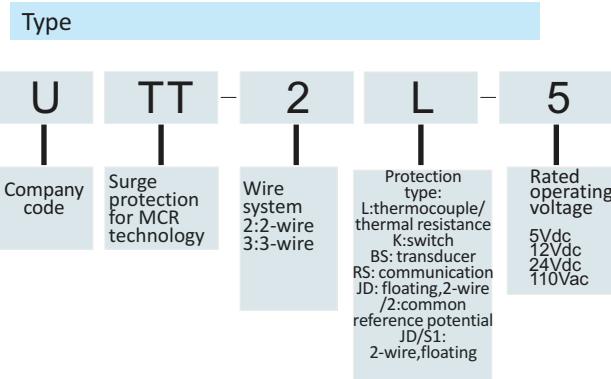 Type
U TT – 2 L – 5
Company
code
Surge
protection
for MCR
technology
Wire
system
2:2-wire
3:3-wire
Protection
type:
L:thermocouple/
thermal resistance
K:switch
BS: transducer
RS: communication
JD: floating,2-wire
/2:common
reference potential
JD/S1:
2-wire,floating
Rated
operating
voltage
5Vdc
12Vdc
24Vdc
110Vac